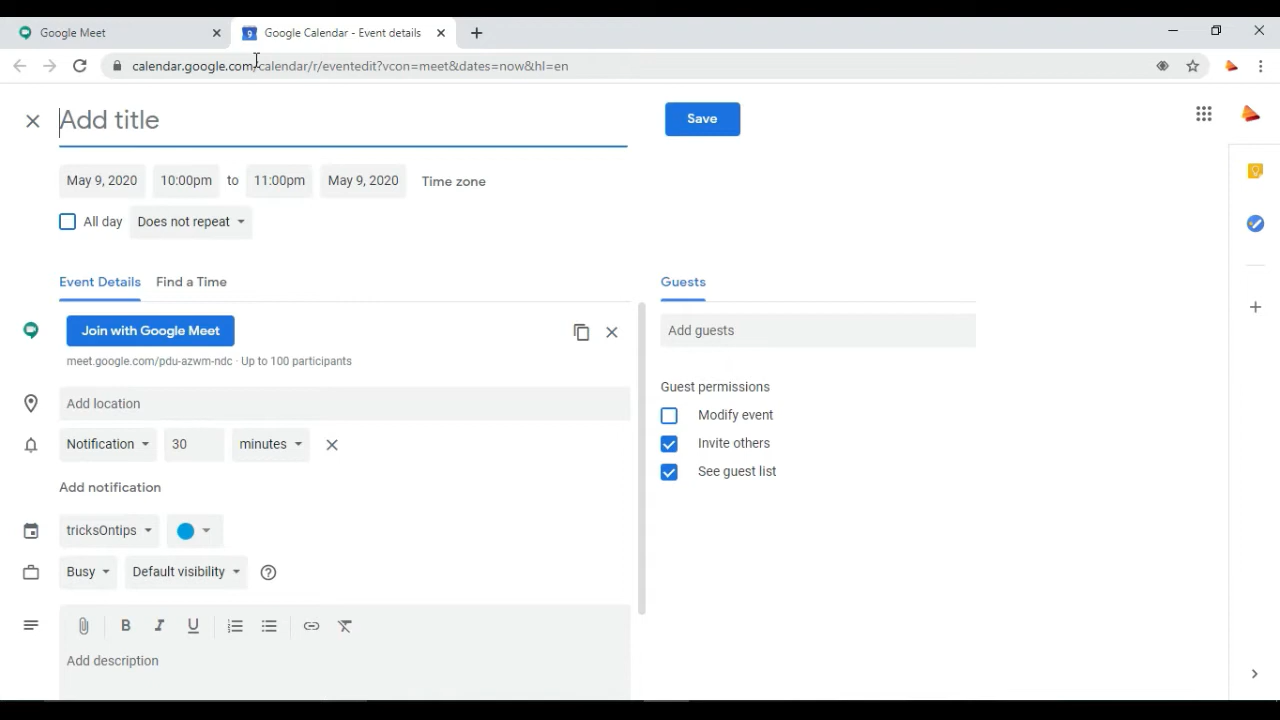 Google Meet
9 Google Calendar - Event details
calendar.google.com/calendar/r/eventedit?vcon=meet&dates=now&hl=en
Add title
Save
May 9, 2020 10:00pm to 11:00pm May 9, 2020 Time zone
All day Does not repeat
Event Details Find a Time
Guests
Join with Google Meet
Add guests
meet.google.com/pdu-azwm-ndc · Up to 100 participants
Guest permissions
Add location
Modify event
Notification 30 minutes
Invite others
See guest list
Add notification
tricksOntips
Busy Default visibility
B I U
Add description